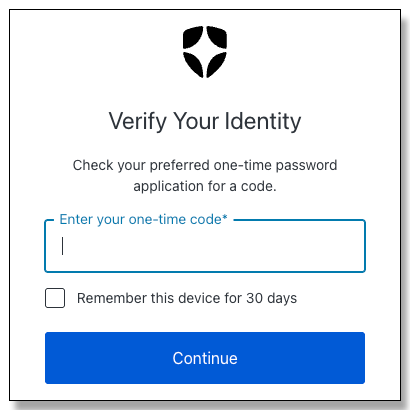 Verify Your Identity
Check your preferred one-time password
application for a code.
Enter your one-time code*
Remember this device for 30 days
Continue